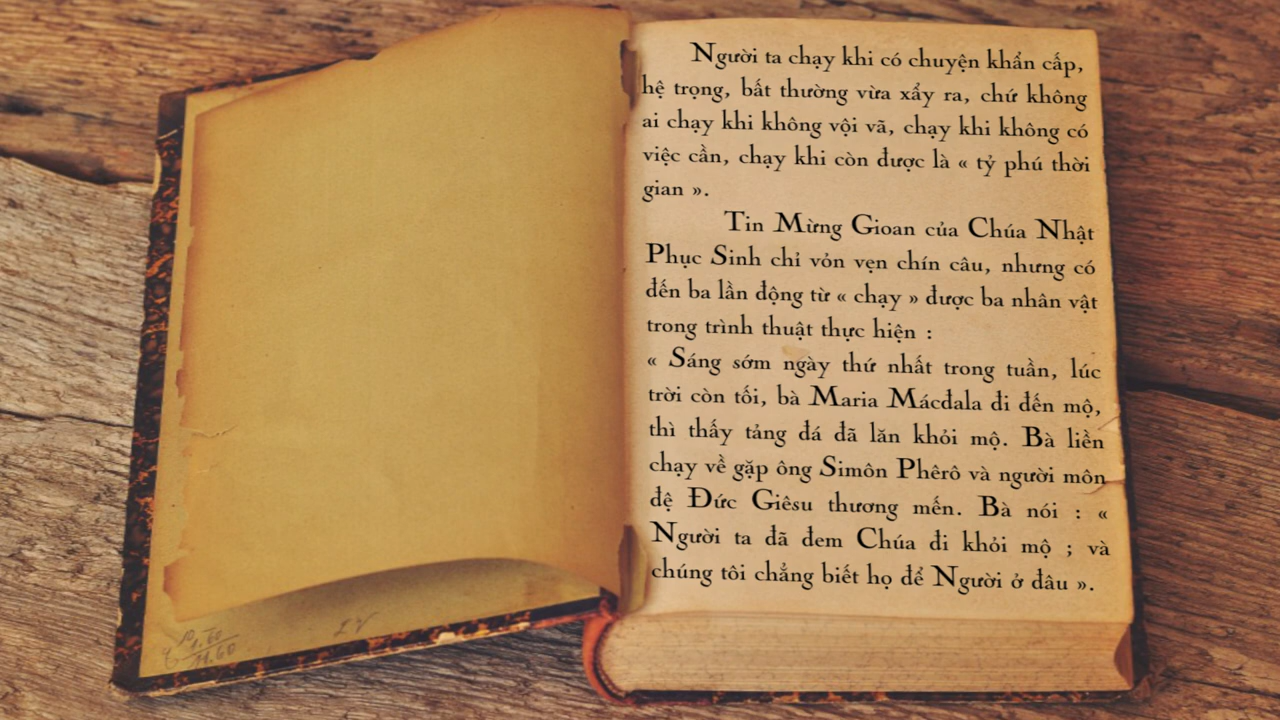 Người ta chạy khi có chuyện khẩn cấp,
hệ trọng, bất thường vừa xẩy ra, chứ không
ai chạy khi không vội vã, chạy khi không có
việc cần, chạy khi còn được là « tỷ phú thời
gian ».
Tin Mừng Gioan của Chúa Nhật
Phục Sinh chỉ vỏn vẹn chín câu, nhưng có
đến ba lần động từ « chạy » được ba nhân vật
trong trình thuật thực hiện :
« Sáng sớm ngày thứ nhất trong tuần, lúc
trời còn tối, bà Maria Mácđala đi đến mộ,
thì thấy tảng đá đã lăn khỏi mộ. Bà liền
chạy về gặp ông Simôn Phêrô và người môn
đệ Đức Giêsu thương mến. Bà nói : «
Người ta đã đem Chúa đi khỏi mộ ; và
chúng tôi chẳng biết họ để Người ở đâu ».